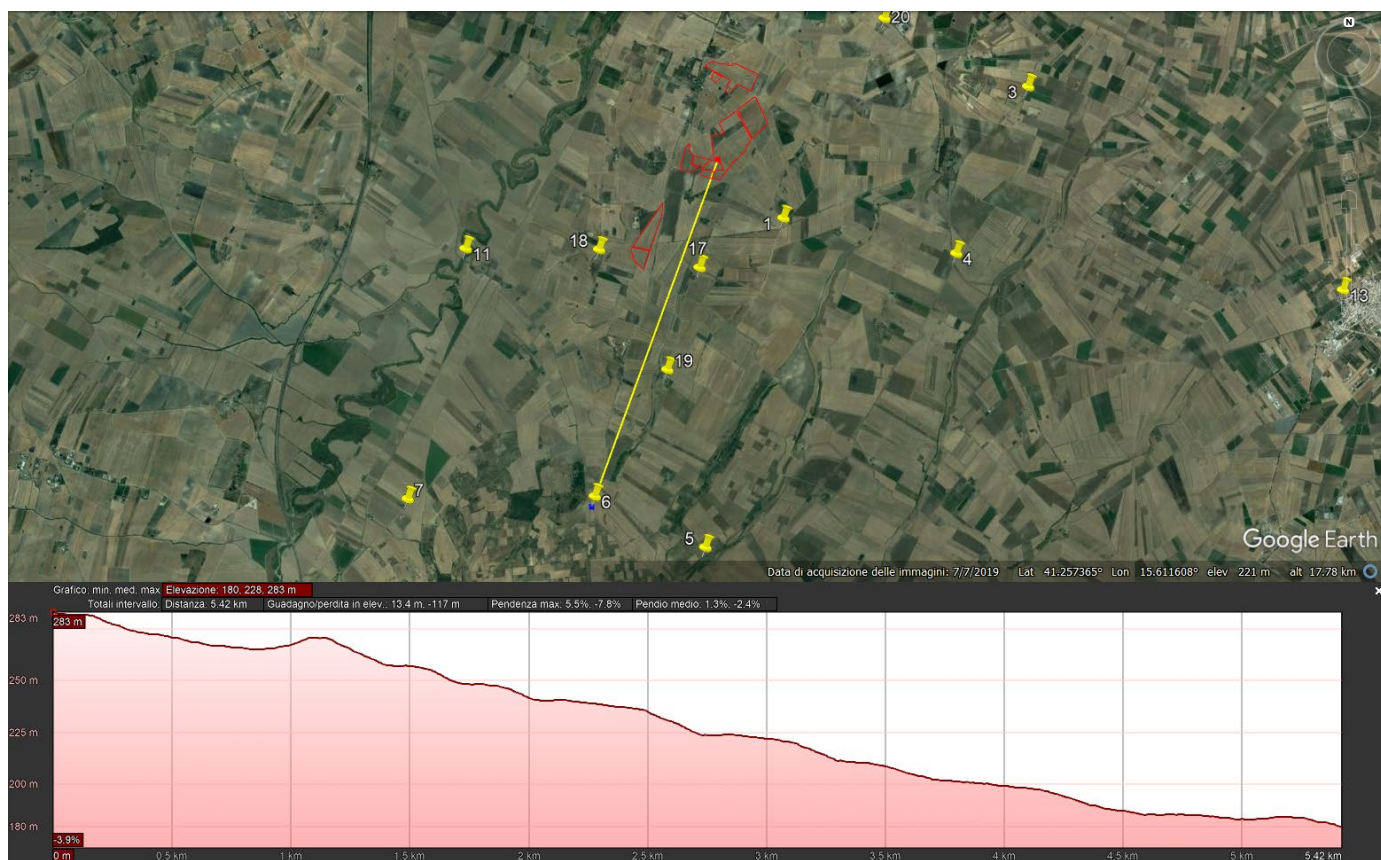 N
20
3
1
18
11
17
4
13
19
7
6
5
Google Earth
Data di acquisizione delle immagini: 7/7/2019 Lat 41.257365° Lon 15.611608° elev 221 m alt 17.78 km
Grafico: min. med. max Elevazione: 180, 228, 283 m
Totali intervallo: Distanza: 5.42 km Guadagno/perdita in elev.: 13.4 m. -117 m Pendenza max: 5.5%. -7.8% Pendio medio: 1.3%. -2.4%
283 m
283 m
250 m
225 m
200 m
180 m
-3.9%
0 m 0.5 km 1 km 1.5 km 2 km 2.5 km 3 km 3.5 km 4 km 4.5 km 5 km 5.42 km